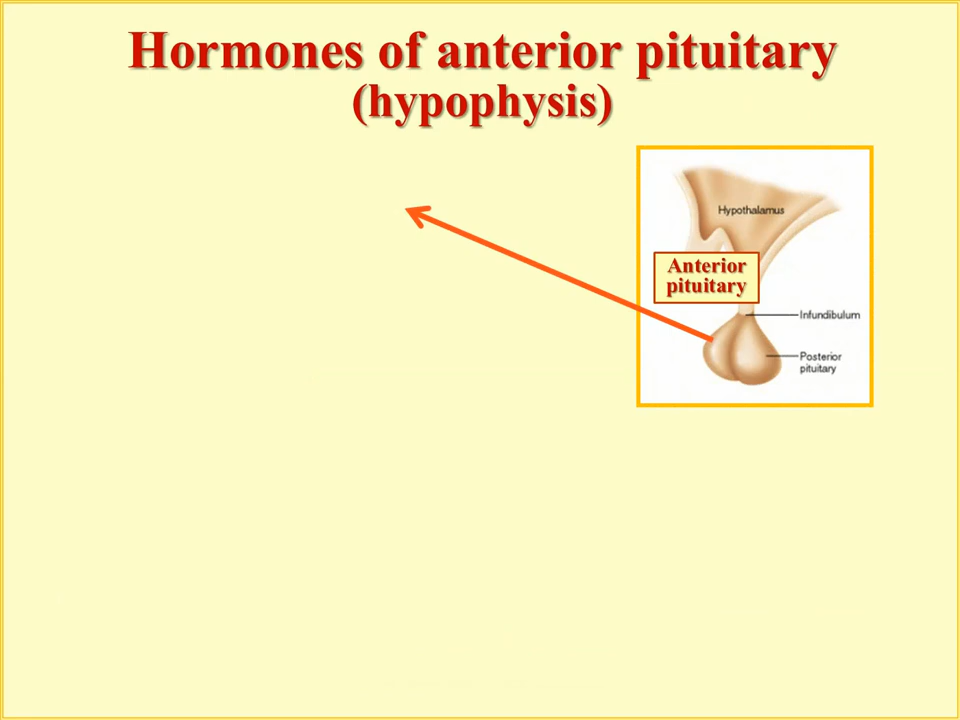 Hormones of anterior pituitary
(hypophysis)
Hypothalamus
Anterior
pituitary
Infundibulum
Posterior
pituitary